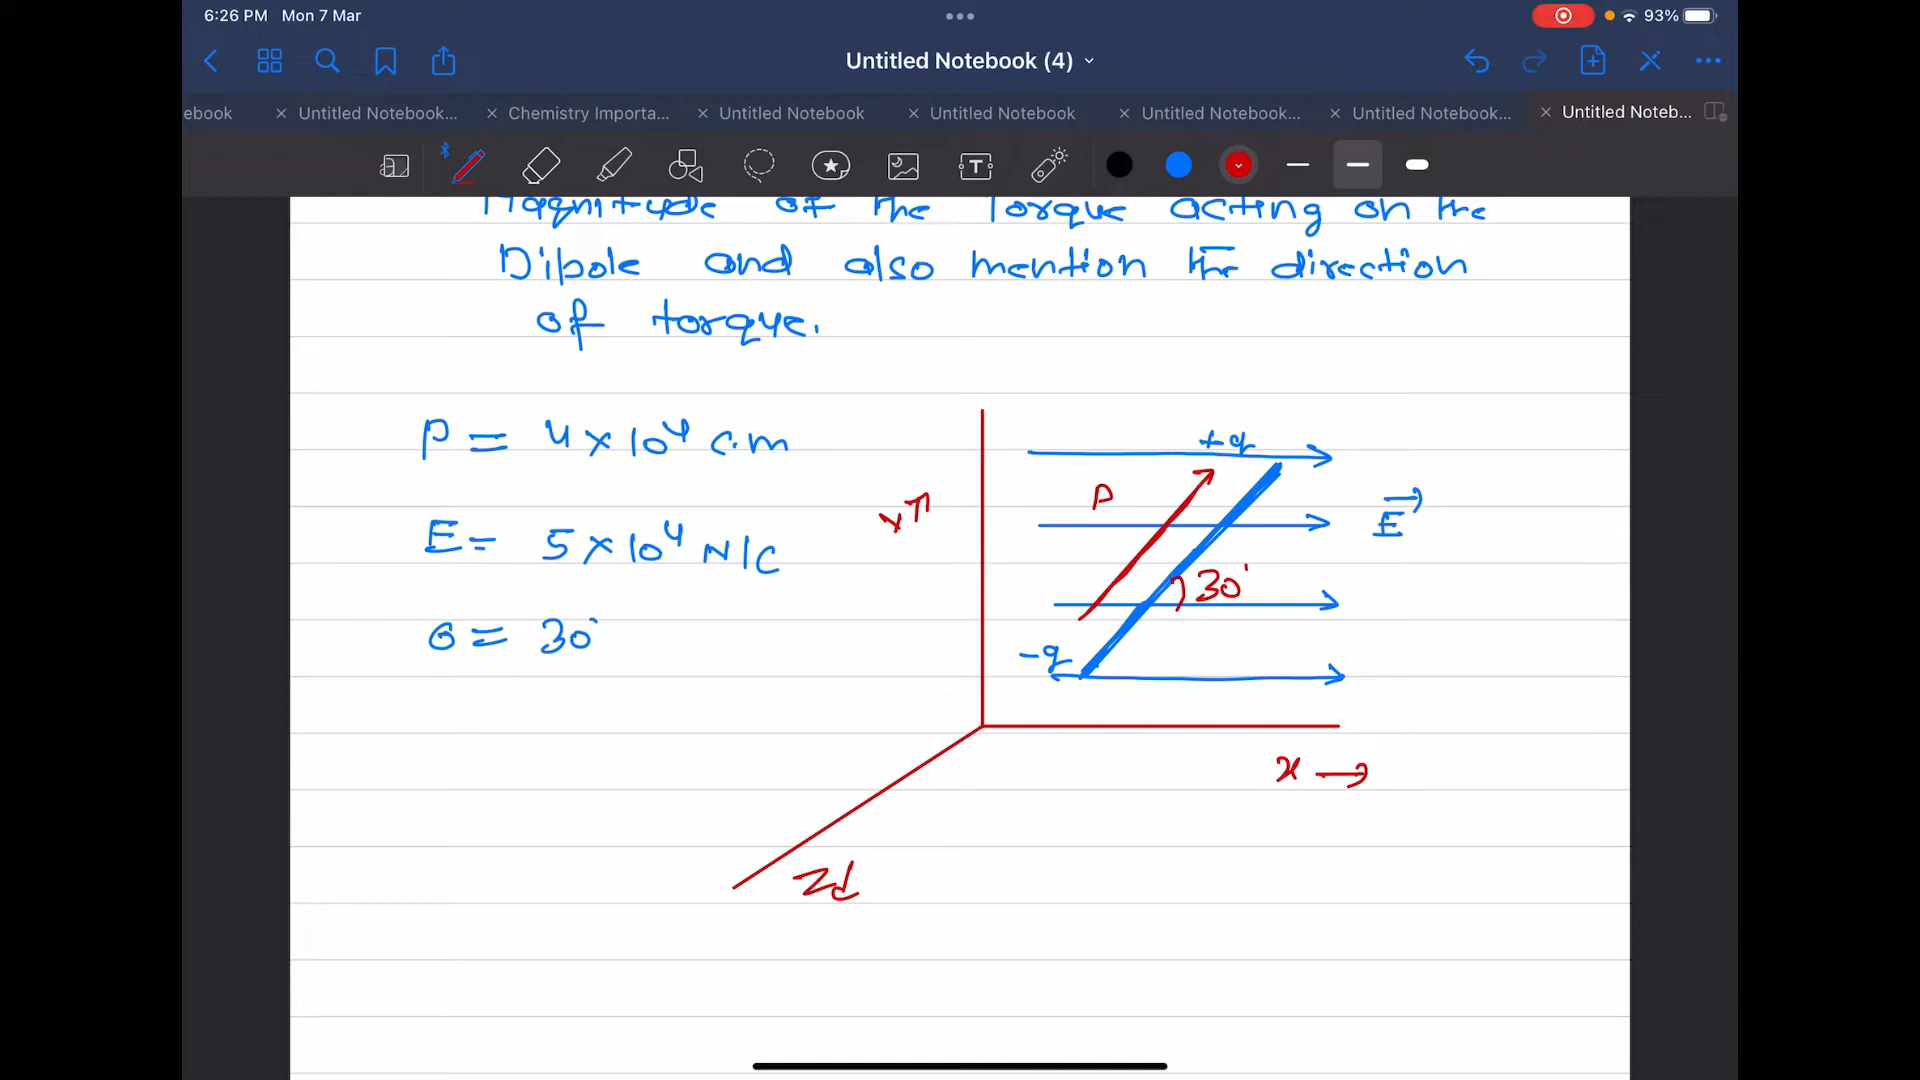 6:26 PM Mon 7 Mar
93%
Untitled Notebook (4)
ebook
Untitled Notebook...
Chemistry Importa...
Untitled Notebook
Untitled Notebook
Untitled Notebook...
Untitled Notebook...
Untitled Noteb...
Magnitude of the Torque acting on the
Dipole and also mention the direction
of torque.
P = 4×10⁴ C.m
E = 5×10⁴ N/C
θ = 30°
+q
P
E
30°
-q
x →
Z